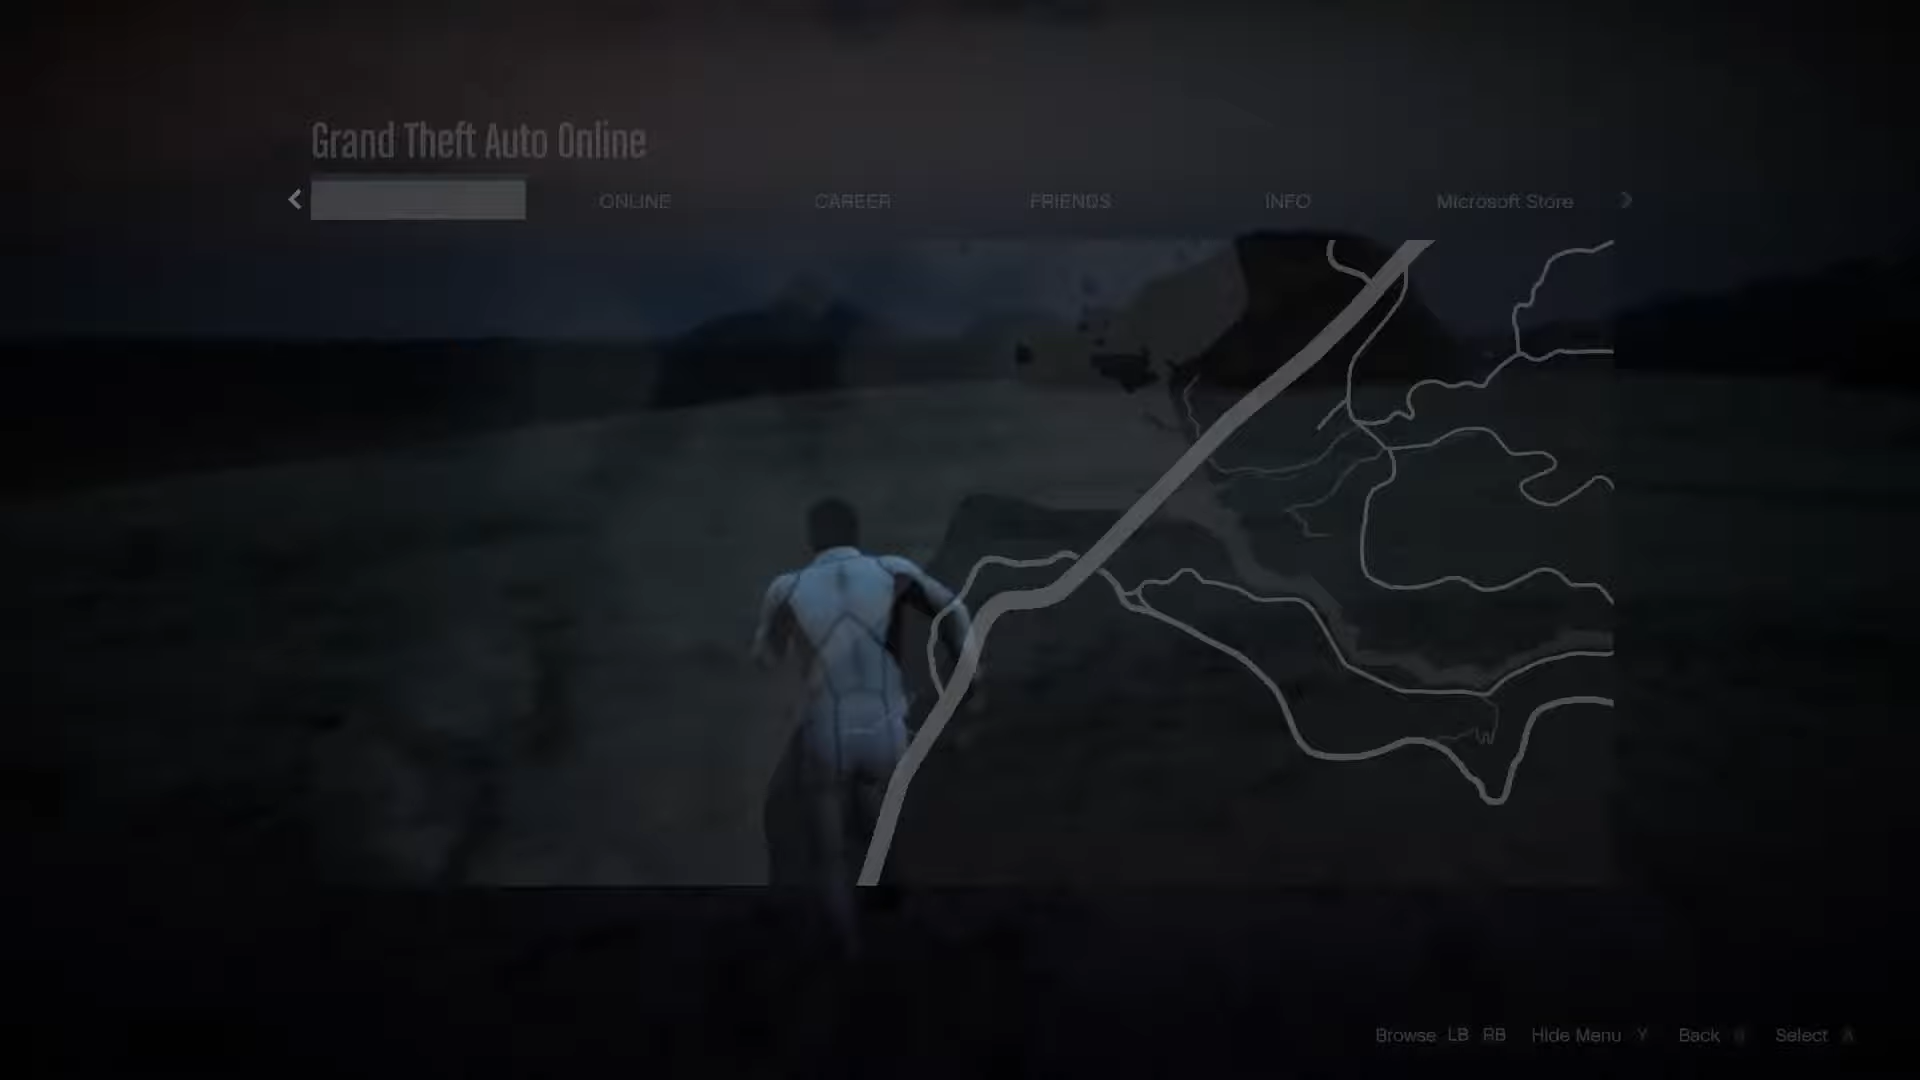 Grand Theft Auto Online
ONLINE CAREER FRIENDS INFO Microsoft Store
Browse LB RB Hide Menu Y Back Select A